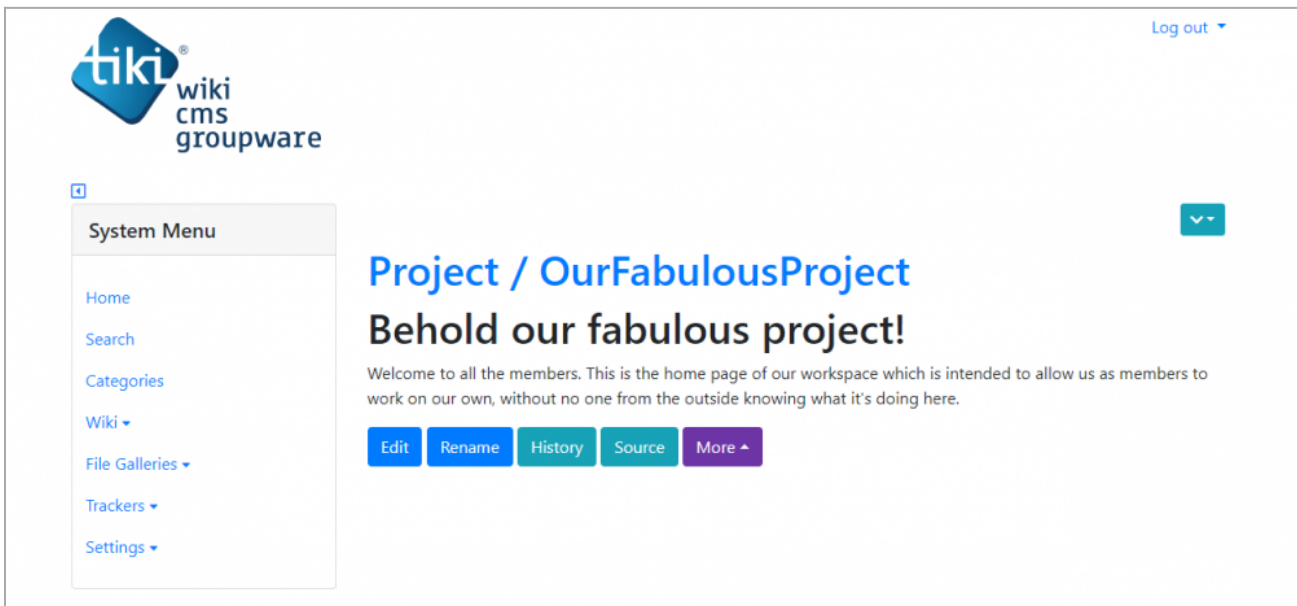 Log out
tiki®
wiki
cms
groupware
System Menu
Home
Search
Categories
Wiki
File Galleries
Trackers
Settings
Project / OurFabulousProject
Behold our fabulous project!
Welcome to all the members. This is the home page of our workspace which is intended to allow us as members to
work on our own, without no one from the outside knowing what it's doing here.
Edit Rename History Source More